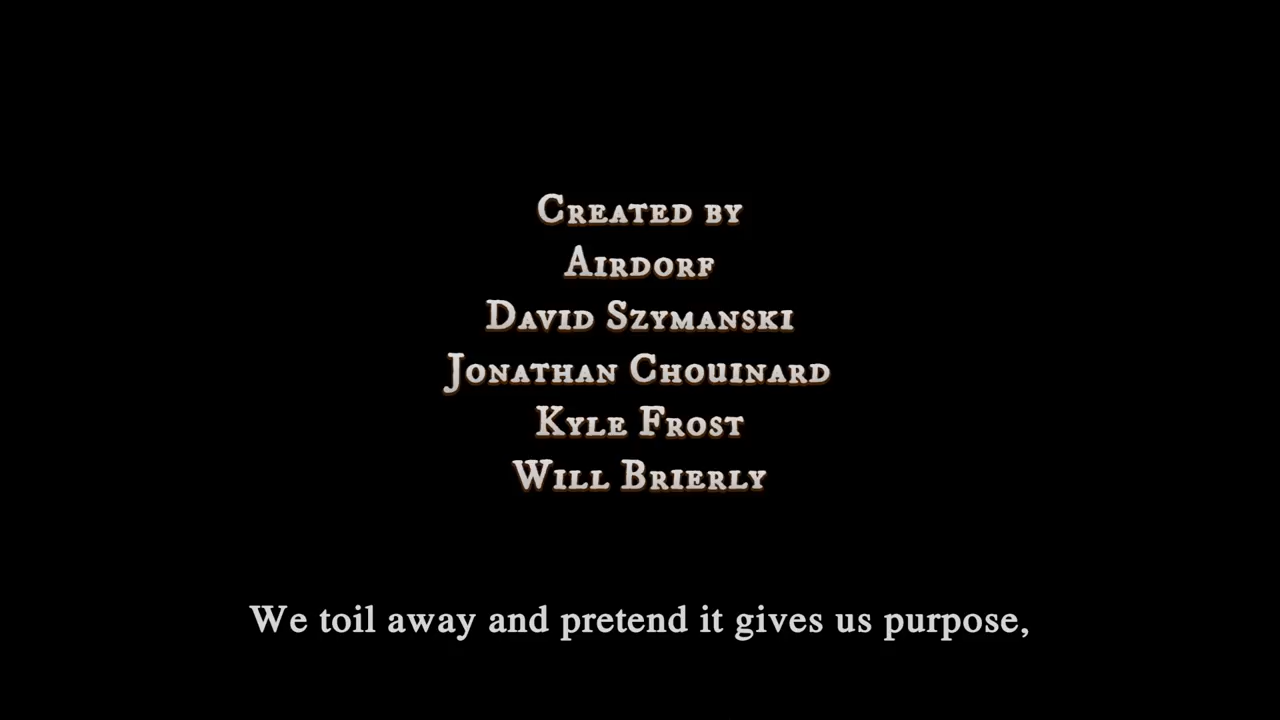 Created by
Airdorf
David Szymanski
Jonathan Chouinard
Kyle Frost
Will Brierly
We toil away and pretend it gives us purpose,